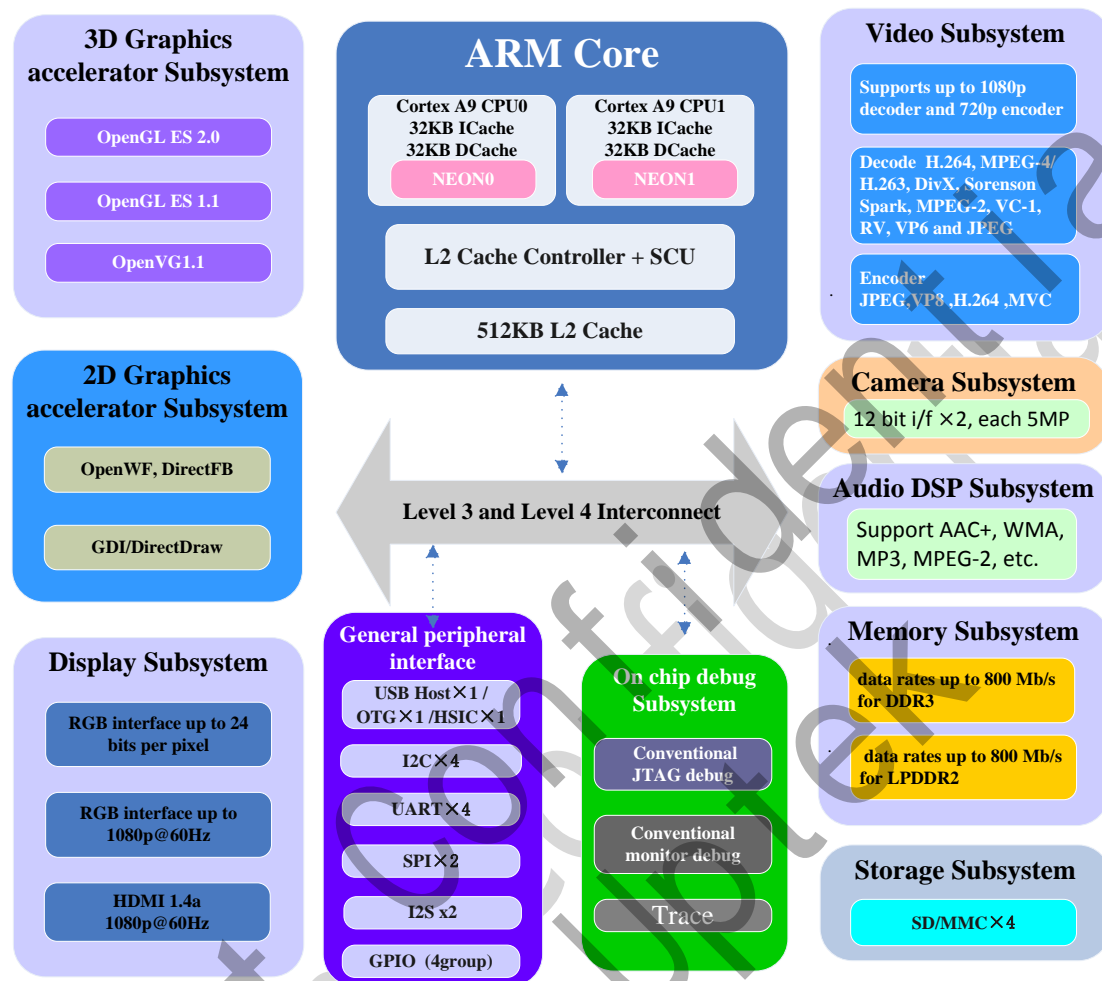 3D Graphics
accelerator Subsystem
OpenGL ES 2.0
OpenGL ES 1.1
OpenVG1.1
2D Graphics
accelerator Subsystem
OpenWF, DirectFB
GDI/DirectDraw
Display Subsystem
RGB interface up to 24
bits per pixel
RGB interface up to
1080p@60Hz
HDMI 1.4a
1080p@60Hz
ARM Core
Cortex A9 CPU0
32KB ICache
32KB DCache
NEON0
Cortex A9 CPU1
32KB ICache
32KB DCache
NEON1
L2 Cache Controller + SCU
512KB L2 Cache
Level 3 and Level 4 Interconnect
General peripheral
interface
USB Host×1 /
OTG×1 /HSIC×1
I2C×4
UART×4
SPI×2
I2S x2
GPIO (4group)
On chip debug
Subsystem
Conventional
JTAG debug
Conventional
monitor debug
Trace
Video Subsystem
Supports up to 1080p
decoder and 720p encoder
Decode H.264, MPEG-4/
H.263, DivX, Sorenson
Spark, MPEG-2, VC-1,
RV, VP6 and JPEG
Encoder
JPEG,VP8 ,H.264 ,MVC
Camera Subsystem
12 bit i/f ×2, each 5MP
Audio DSP Subsystem
Support AAC+, WMA,
MP3, MPEG-2, etc.
Memory Subsystem
data rates up to 800 Mb/s
for DDR3
data rates up to 800 Mb/s
for LPDDR2
Storage Subsystem
SD/MMC×4